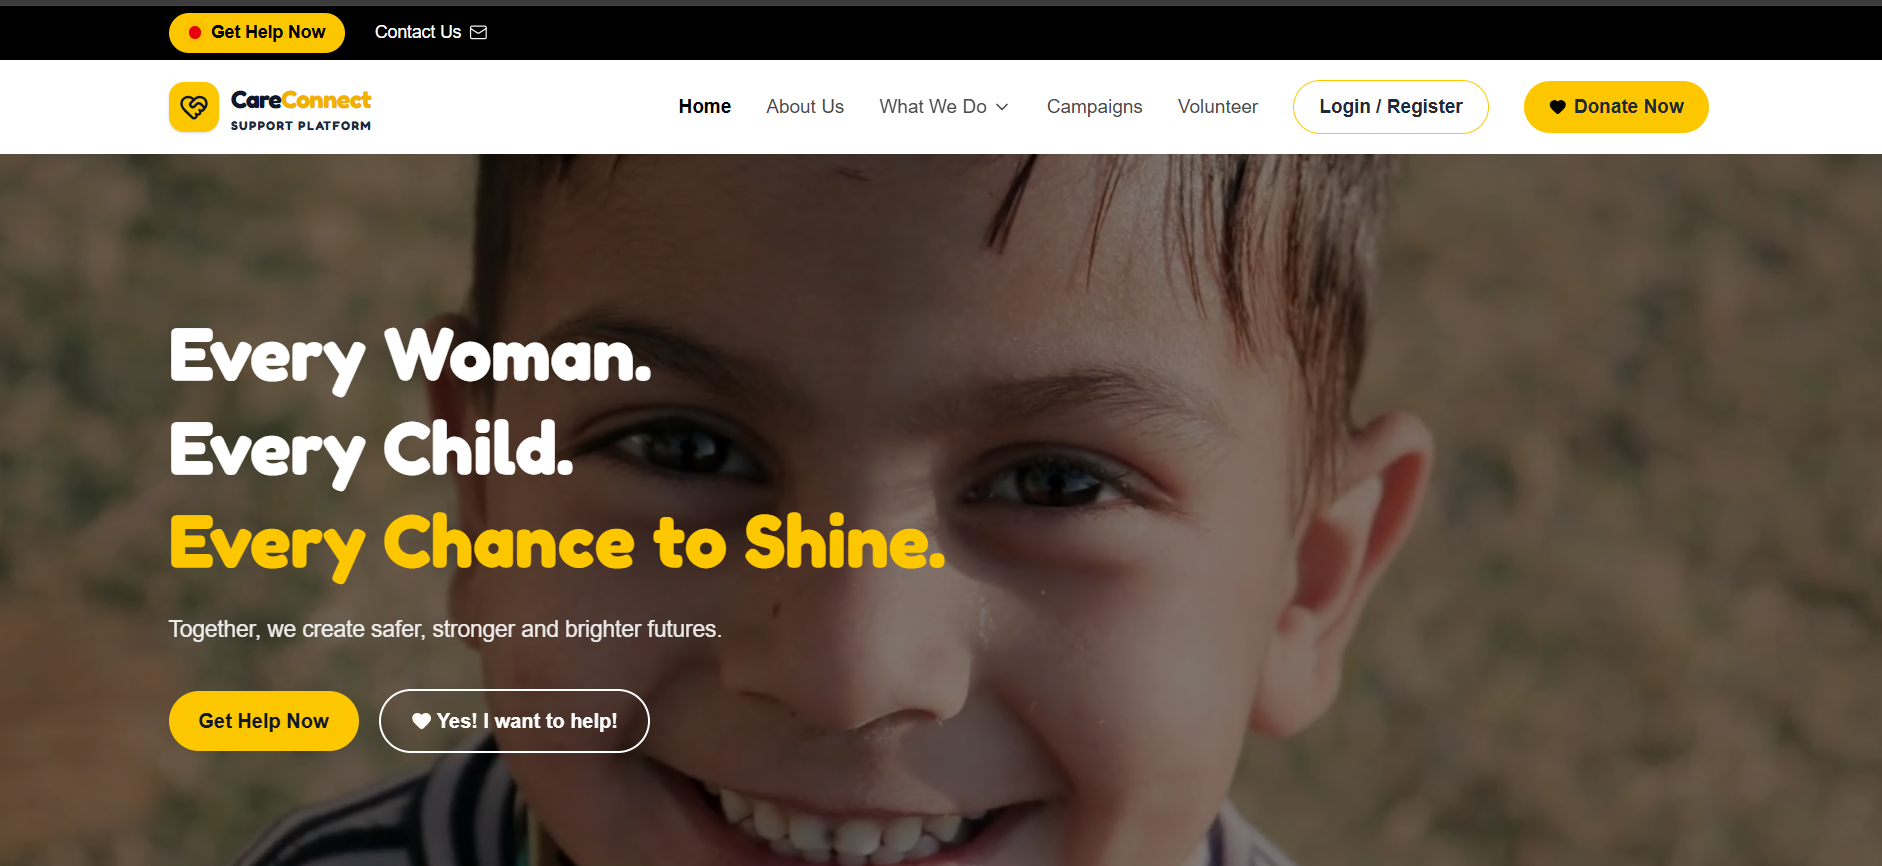 Get Help Now
Contact Us
CareConnect
SUPPORT PLATFORM
Home
About Us
What We Do
Campaigns
Volunteer
Login / Register
Donate Now
Every Woman.
Every Child.
Every Chance to Shine.
Together, we create safer, stronger and brighter futures.
Get Help Now
Yes! I want to help!